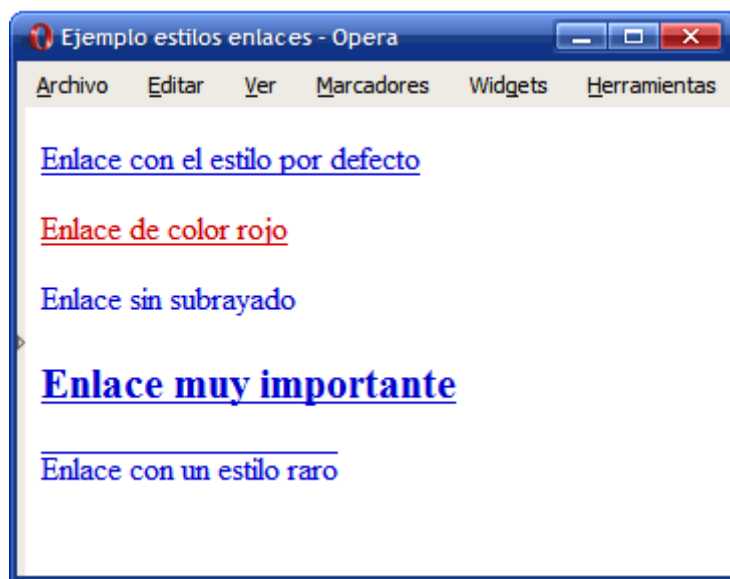 Ejemplo estilos enlaces - Opera
Archivo Editar Ver Marcadores Widgets Herramientas
Enlace con el estilo por defecto
Enlace de color rojo
Enlace sin subrayado
Enlace muy importante
Enlace con un estilo raro